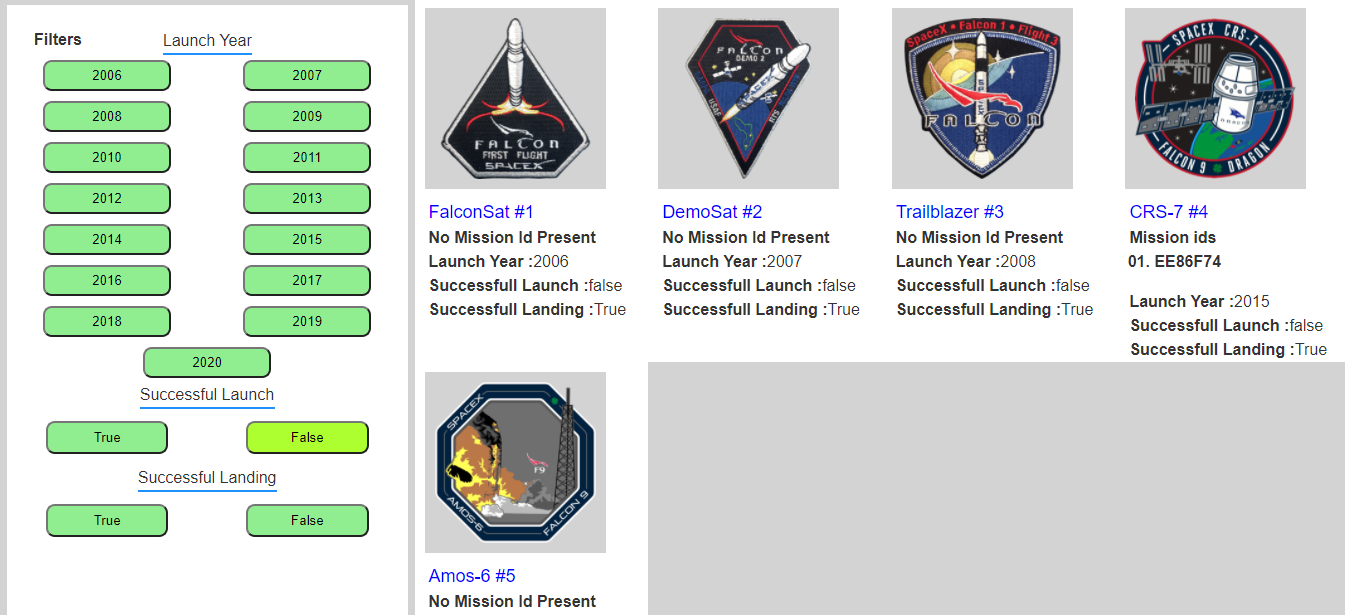 Filters
Launch Year
2006
2007
2008
2009
2010
2011
2012
2013
2014
2015
2016
2017
2018
2019
2020
Successful Launch
True
False
Successful Landing
True
False
FALCON
FIRST FLIGHT
SPACEX
FalconSat #1
No Mission Id Present
Launch Year :2006
Successfull Launch :false
Successfull Landing :True
FALCON
DEMO 2
SPACEX
USAF
RTS
DemoSat #2
No Mission Id Present
Launch Year :2007
Successfull Launch :false
Successfull Landing :True
SpaceX • Falcon 1 • Flight 3
FALCON
Trailblazer #3
No Mission Id Present
Launch Year :2008
Successfull Launch :false
Successfull Landing :True
SPACEX CRS-7
DRAGON
FALCON 9 DRAGON
CRS-7 #4
Mission ids
01. EE86F74
Launch Year :2015
Successfull Launch :false
Successfull Landing :True
SPACEX
F9
AMOS-6
FALCON 9
Amos-6 #5
No Mission Id Present